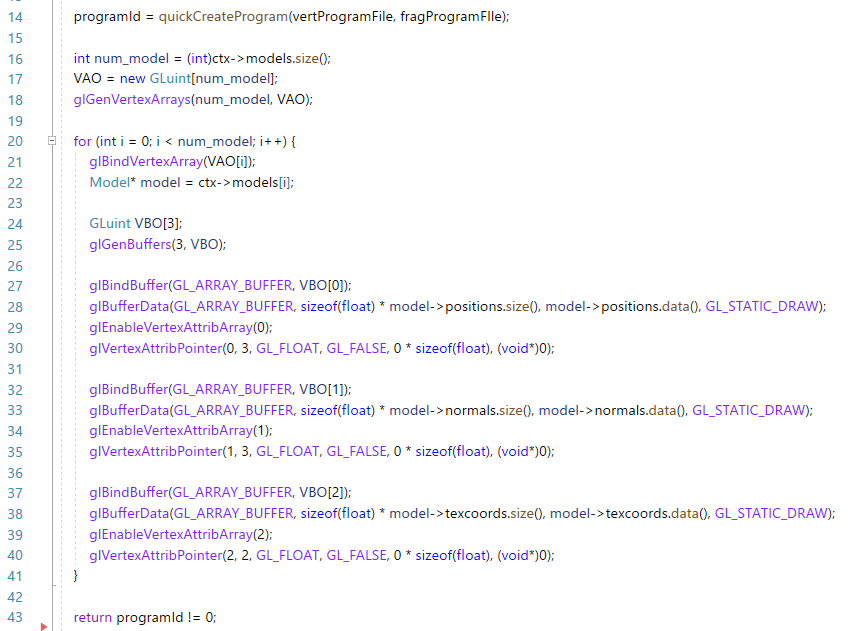 14 programId = quickCreateProgram(vertProgramFile, fragProgramFIle);
15
16 int num_model = (int)ctx->models.size();
17 VAO = new GLuint[num_model];
18 glGenVertexArrays(num_model, VAO);
19
20 for (int i = 0; i < num_model; i++) {
21 glBindVertexArray(VAO[i]);
22 Model* model = ctx->models[i];
23
24 GLuint VBO[3];
25 glGenBuffers(3, VBO);
26
27 glBindBuffer(GL_ARRAY_BUFFER, VBO[0]);
28 glBufferData(GL_ARRAY_BUFFER, sizeof(float) * model->positions.size(), model->positions.data(), GL_STATIC_DRAW);
29 glEnableVertexAttribArray(0);
30 glVertexAttribPointer(0, 3, GL_FLOAT, GL_FALSE, 0 * sizeof(float), (void*)0);
31
32 glBindBuffer(GL_ARRAY_BUFFER, VBO[1]);
33 glBufferData(GL_ARRAY_BUFFER, sizeof(float) * model->normals.size(), model->normals.data(), GL_STATIC_DRAW);
34 glEnableVertexAttribArray(1);
35 glVertexAttribPointer(1, 3, GL_FLOAT, GL_FALSE, 0 * sizeof(float), (void*)0);
36
37 glBindBuffer(GL_ARRAY_BUFFER, VBO[2]);
38 glBufferData(GL_ARRAY_BUFFER, sizeof(float) * model->texcoords.size(), model->texcoords.data(), GL_STATIC_DRAW);
39 glEnableVertexAttribArray(2);
40 glVertexAttribPointer(2, 2, GL_FLOAT, GL_FALSE, 0 * sizeof(float), (void*)0);
41 }
42
43 return programId != 0;